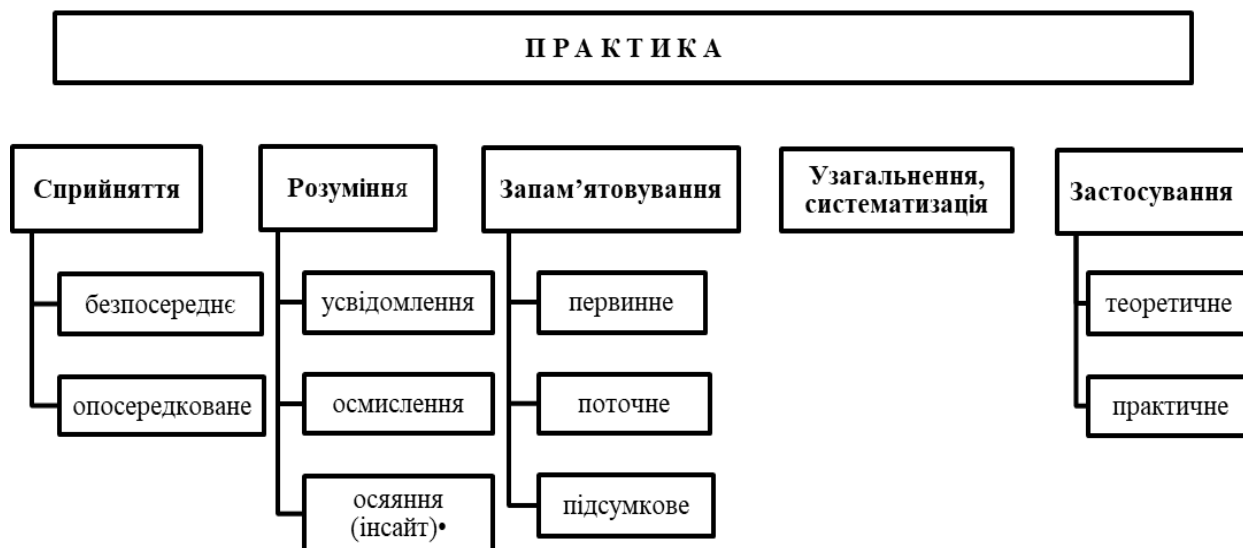 П Р А К Т И К А
Сприйняття
безпосереднє
опосередковане
Розуміння
усвідомлення
осмислення
осяяння
(інсайт)•
Запам’ятовування
первинне
поточне
підсумкове
Узагальнення,
систематизація
Застосування
теоретичне
практичне